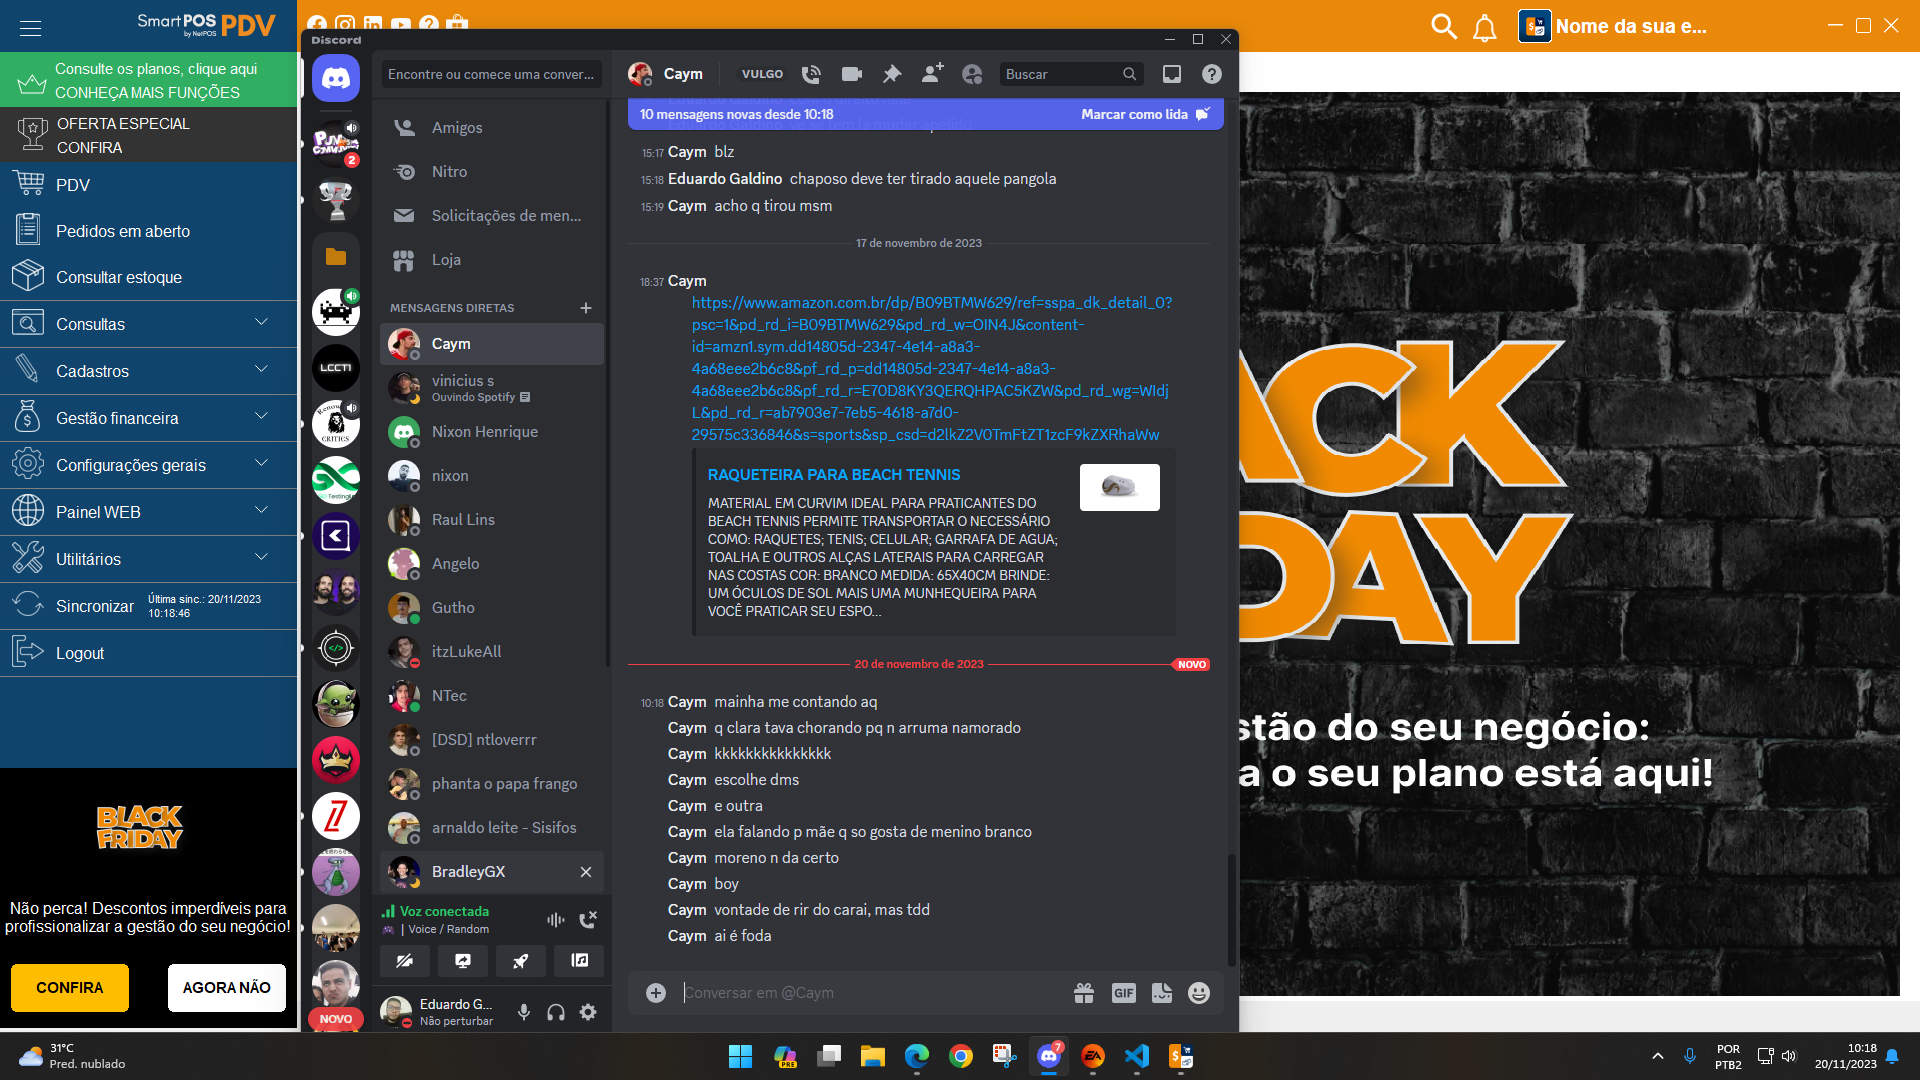 SmartPOS PDV
by NetPOS
Nome da sua e...
Consulte os planos, clique aqui
CONHEÇA MAIS FUNÇÕES
OFERTA ESPECIAL
CONFIRA
PDV
Pedidos em aberto
Consultar estoque
Consultas
Cadastros
Gestão financeira
Configurações gerais
Painel WEB
Utilitários
Sincronizar
Última sinc.: 20/11/2023
10:18:46
Logout
BLACK
FRIDAY
Não perca! Descontos imperdíveis para
profissionalizar a gestão do seu negócio!
CONFIRA
AGORA NÃO
Discord
2
LCCT1
CRITICS
NOVO
Encontre ou comece uma conver...
Amigos
Nitro
Solicitações de men...
Loja
MENSAGENS DIRETAS
Caym
vinicius s
Ouvindo Spotify
Nixon Henrique
nixon
Raul Lins
Angelo
Gutho
itzLukeAll
NTec
[DSD] ntloverrr
phanta o papa frango
arnaldo leite - Sisifos
BradleyGX
Voz conectada
| Voice / Random
Eduardo G...
Não perturbar
Caym
VULGO
Buscar
10 mensagens novas desde 10:18
Marcar como lida
15:17 Caym blz
15:18 Eduardo Galdino chaposo deve ter tirado aquele pangola
15:19 Caym acho q tirou msm
17 de novembro de 2023
18:37 Caym
https://www.amazon.com.br/dp/B09BTMW629/ref=sspa_dk_detail_0?
psc=1&pd_rd_i=B09BTMW629&pd_rd_w=OIN4J&content-
id=amzn1.sym.dd14805d-2347-4e14-a8a3-
4a68eee2b6c8&pf_rd_p=dd14805d-2347-4e14-a8a3-
4a68eee2b6c8&pf_rd_r=E70D8KY3QERQHPAC5KZW&pd_rd_wg=WIdj
L&pd_rd_r=ab7903e7-7eb5-4618-a7d0-
29575c336846&s=sports&sp_csd=d2lkZ2V0TmFtZT1zcF9kZXRhaWw
RAQUETEIRA PARA BEACH TENNIS
MATERIAL EM CURVIM IDEAL PARA PRATICANTES DO
BEACH TENNIS PERMITE TRANSPORTAR O NECESSÁRIO
COMO: RAQUETES; TENIS; CELULAR; GARRAFA DE AGUA;
TOALHA E OUTROS ALÇAS LATERAIS PARA CARREGAR
NAS COSTAS COR: BRANCO MEDIDA: 65X40CM BRINDE:
UM ÓCULOS DE SOL MAIS UMA MUNHEQUEIRA PARA
VOCÊ PRATICAR SEU ESPO...
20 de novembro de 2023
NOVO
10:18 Caym mainha me contando aq
Caym q clara tava chorando pq n arruma namorado
Caym kkkkkkkkkkkkkkk
Caym escolhe dms
Caym e outra
Caym ela falando p mãe q so gosta de menino branco
Caym moreno n da certo
Caym boy
Caym vontade de rir do carai, mas tdd
Caym ai é foda
Conversar em @Caym
GIF
ACK
DAY
stão do seu negócio:
a o seu plano está aqui!
31°C
Pred. nublado
PRE
7
EA
POR
PTB2
10:18
20/11/2023